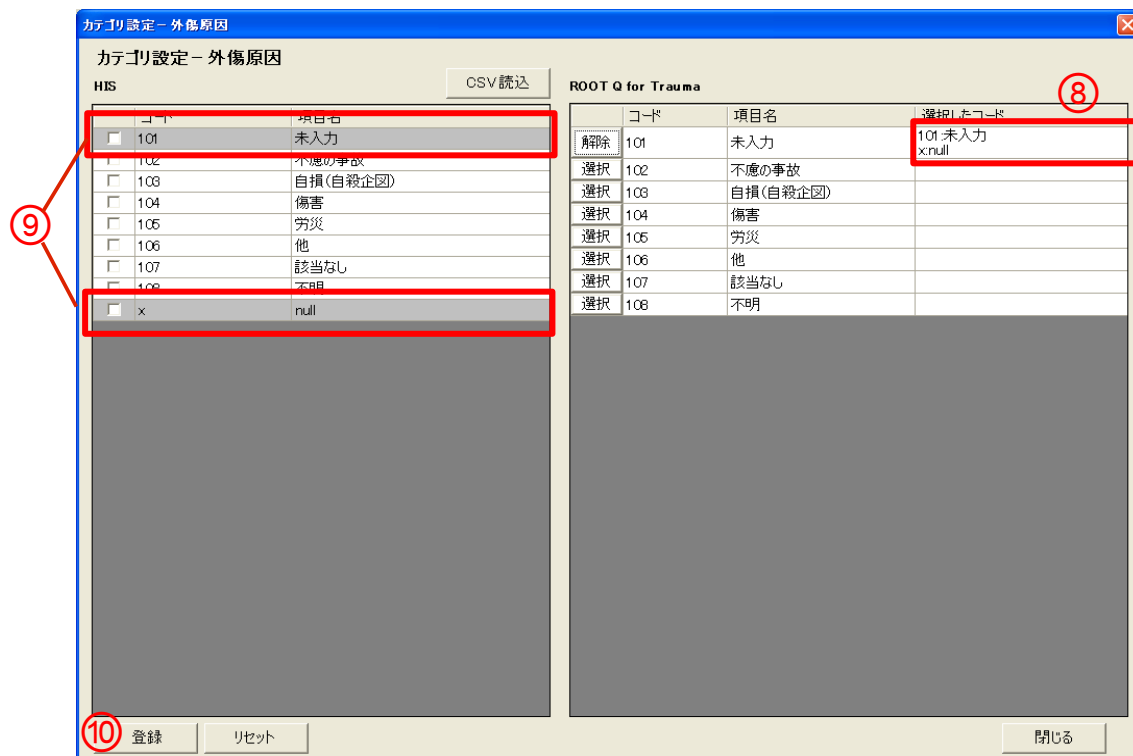 カテゴリ設定－外傷原因
カテゴリ設定－外傷原因
HIS
CSV読込
ROOT Q for Trauma
⑧
コード 項目名
101 未入力
102 不慮の事故
103 自損(自殺企図)
104 傷害
105 労災
106 他
107 該当なし
108 不明
x null
⑨
コード 項目名 選択したコード
解除 101 未入力 101:未入力
x:null
選択 102 不慮の事故
選択 103 自損(自殺企図)
選択 104 傷害
選択 105 労災
選択 106 他
選択 107 該当なし
選択 108 不明
⑩ 登録 リセット 閉じる